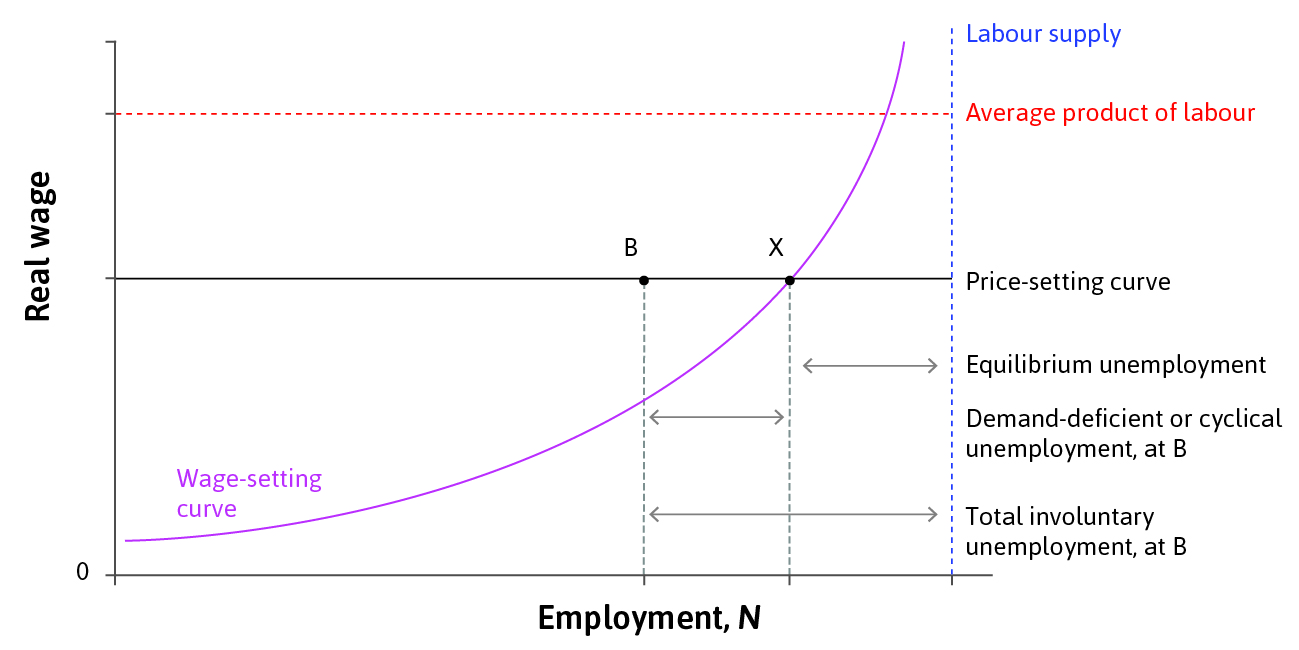 Labour supply
Average product of labour
Real wage
B
X
Price-setting curve
Equilibrium unemployment
Demand-deficient or cyclical
unemployment, at B
Wage-setting
curve
Total involuntary
unemployment, at B
0
Employment, N